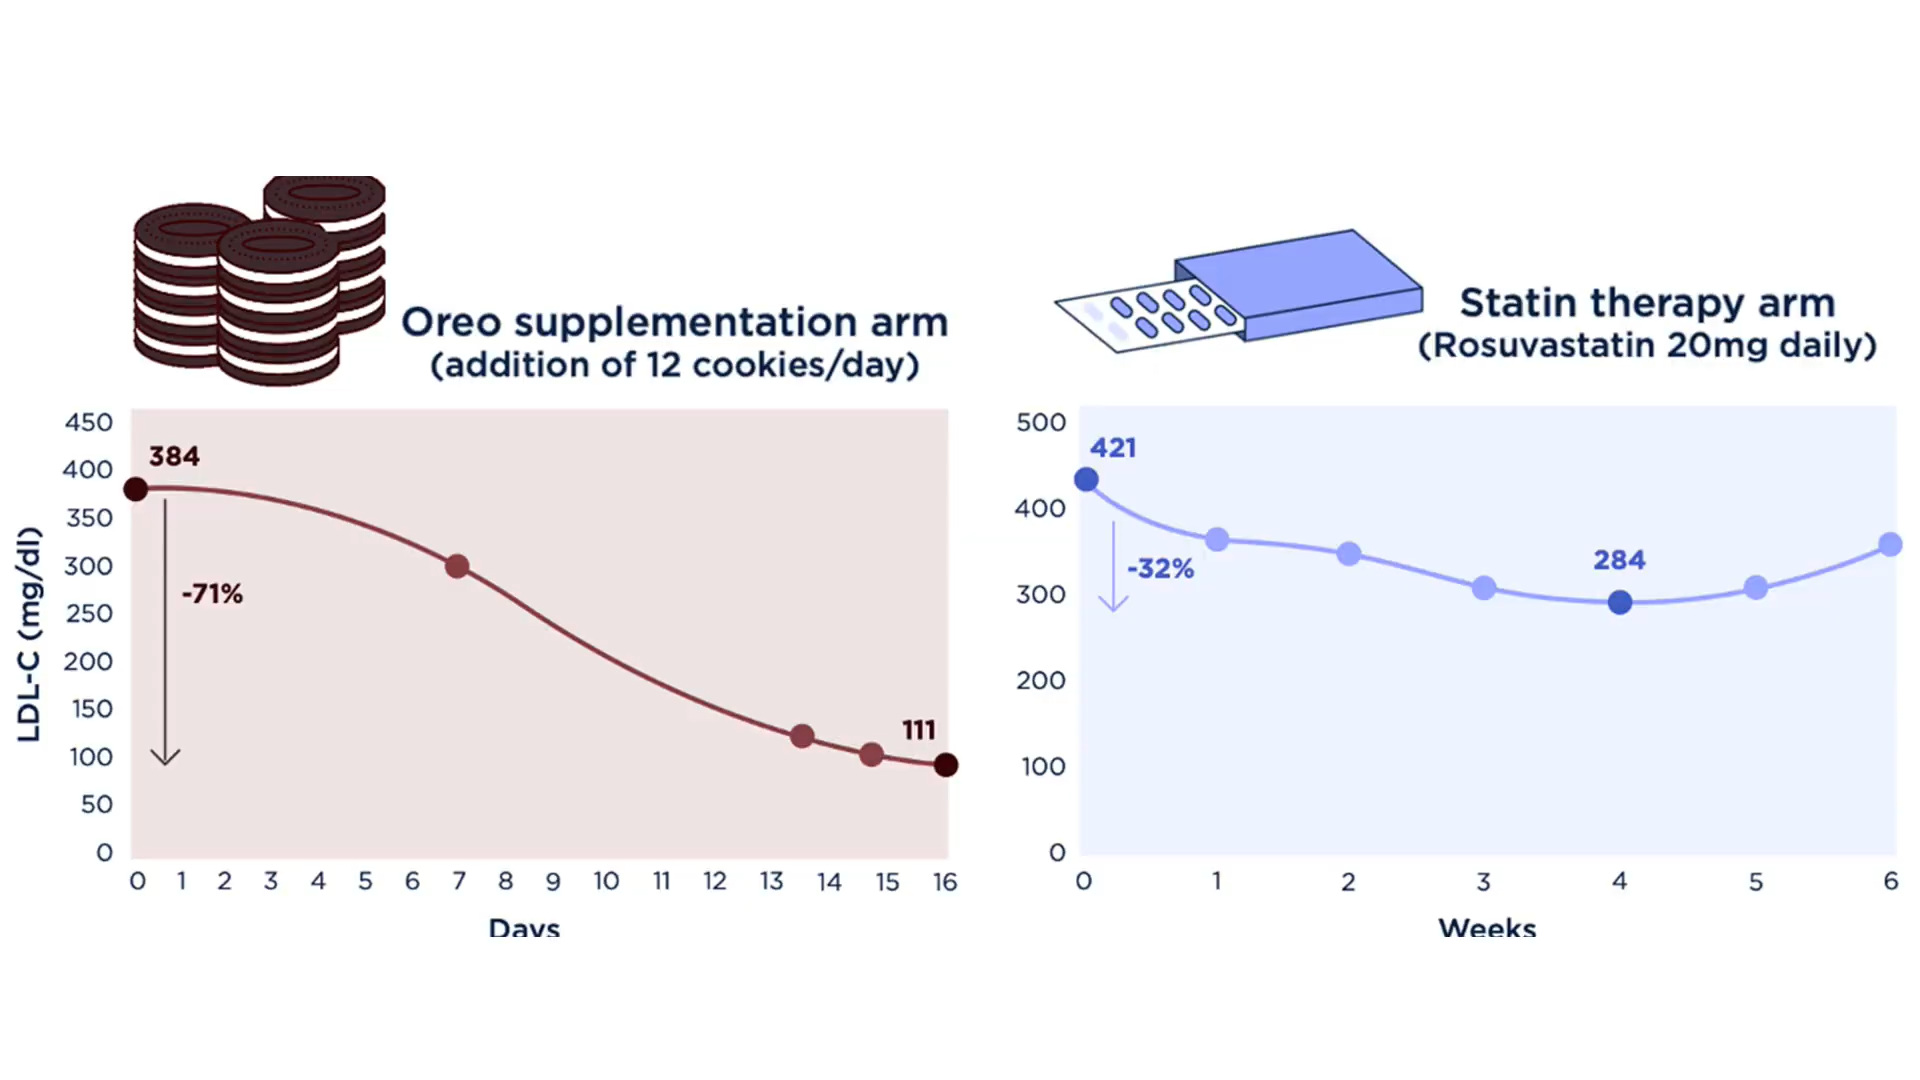 Oreo supplementation arm
(addition of 12 cookies/day)
LDL-C (mg/dl)
450
400
350
300
250
200
150
100
50
0
384
-71%
111
0 1 2 3 4 5 6 7 8 9 10 11 12 13 14 15 16
Days
Statin therapy arm
(Rosuvastatin 20mg daily)
500
400
300
200
100
0
421
-32%
284
0 1 2 3 4 5 6
Weeks